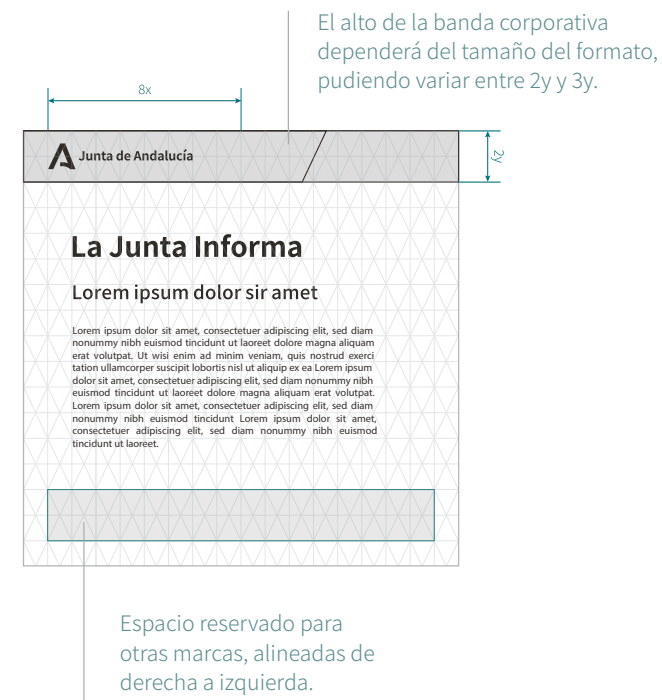 El alto de la banda corporativa
dependerá del tamaño del formato,
pudiendo variar entre 2y y 3y.
8x
Junta de Andalucía
2y
La Junta Informa
Lorem ipsum dolor sir amet
Lorem ipsum dolor sit amet, consectetuer adipiscing elit, sed diam
nonummy nibh euismod tincidunt ut laoreet dolore magna aliquam
erat volutpat. Ut wisi enim ad minim veniam, quis nostrud exerci
tation ullamcorper suscipit lobortis nisl ut aliquip ex ea Lorem ipsum
dolor sit amet, consectetuer adipiscing elit, sed diam nonummy nibh
euismod tincidunt ut laoreet dolore magna aliquam erat volutpat.
Lorem ipsum dolor sit amet, consectetuer adipiscing elit, sed diam
nonummy nibh euismod tincidunt Lorem ipsum dolor sit amet,
consectetuer adipiscing elit, sed diam nonummy nibh euismod
tincidunt ut laoreet.
Espacio reservado para
otras marcas, alineadas de
derecha a izquierda.